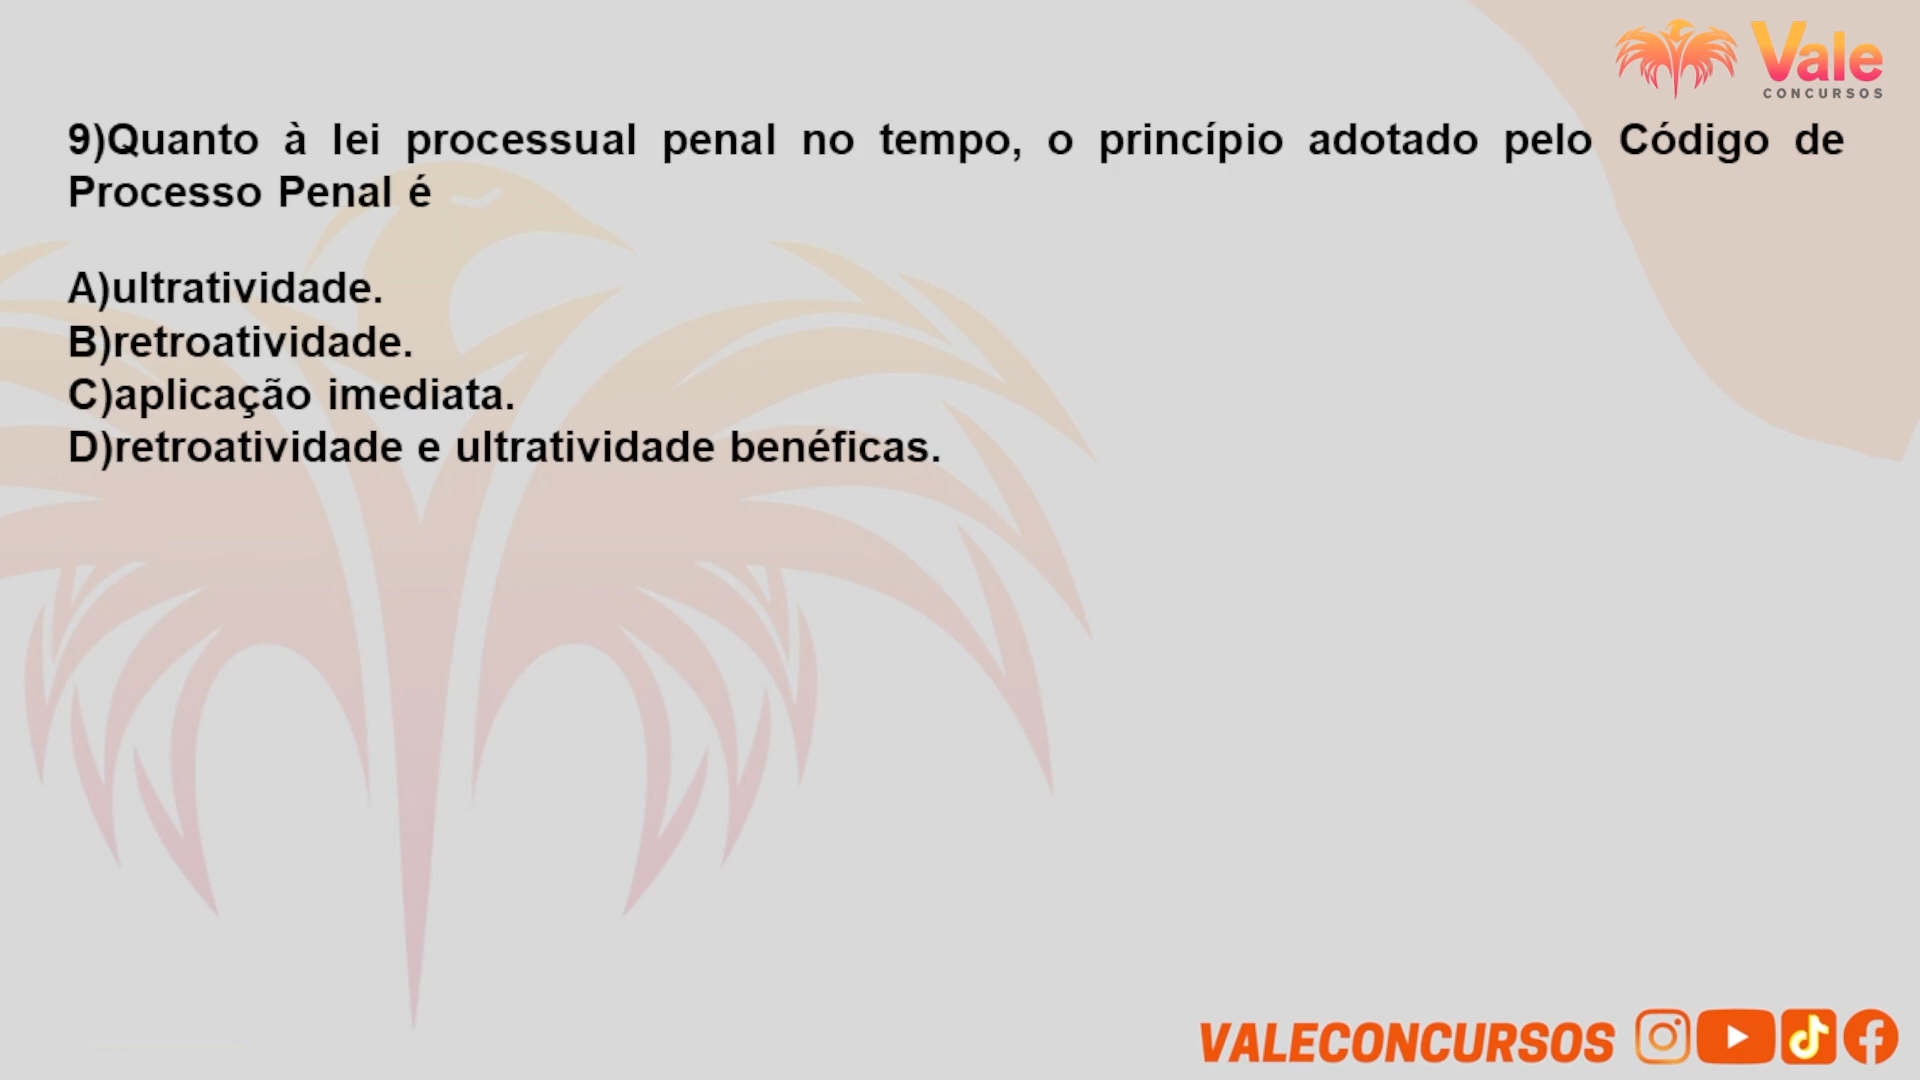 Vale
CONCURSOS
9)Quanto à lei processual penal no tempo, o princípio adotado pelo Código de
Processo Penal é
A)ultratividade.
B)retroatividade.
C)aplicação imediata.
D)retroatividade e ultratividade benéficas.
VALECONCURSOS